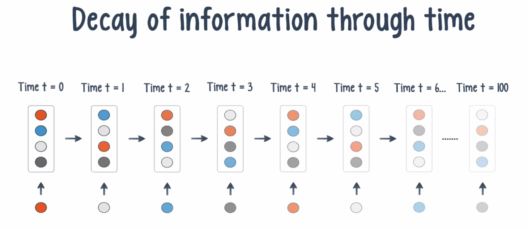 Decay of information through time
Time t = 0 Time t = 1 Time t = 2 Time t = 3 Time t = 4 Time t = 5 Time t = 6... Time t = 100